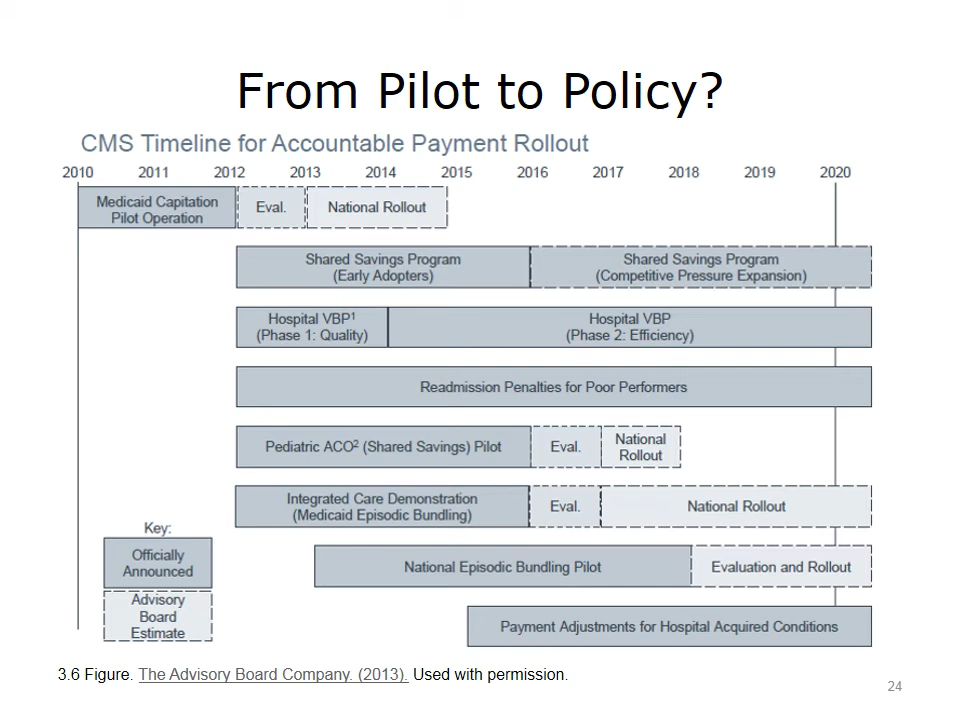 From Pilot to Policy?
CMS Timeline for Accountable Payment Rollout
2010 2011 2012 2013 2014 2015 2016 2017 2018 2019 2020
Medicaid Capitation
Pilot Operation
Eval.
National Rollout
Shared Savings Program
(Early Adopters)
Shared Savings Program
(Competitive Pressure Expansion)
Hospital VBP¹
(Phase 1: Quality)
Hospital VBP
(Phase 2: Efficiency)
Readmission Penalties for Poor Performers
Pediatric ACO² (Shared Savings) Pilot
Eval.
National
Rollout
Integrated Care Demonstration
(Medicaid Episodic Bundling)
Eval.
National Rollout
Key:
Officially
Announced
Advisory
Board
Estimate
National Episodic Bundling Pilot
Evaluation and Rollout
Payment Adjustments for Hospital Acquired Conditions
3.6 Figure. The Advisory Board Company. (2013). Used with permission.
24